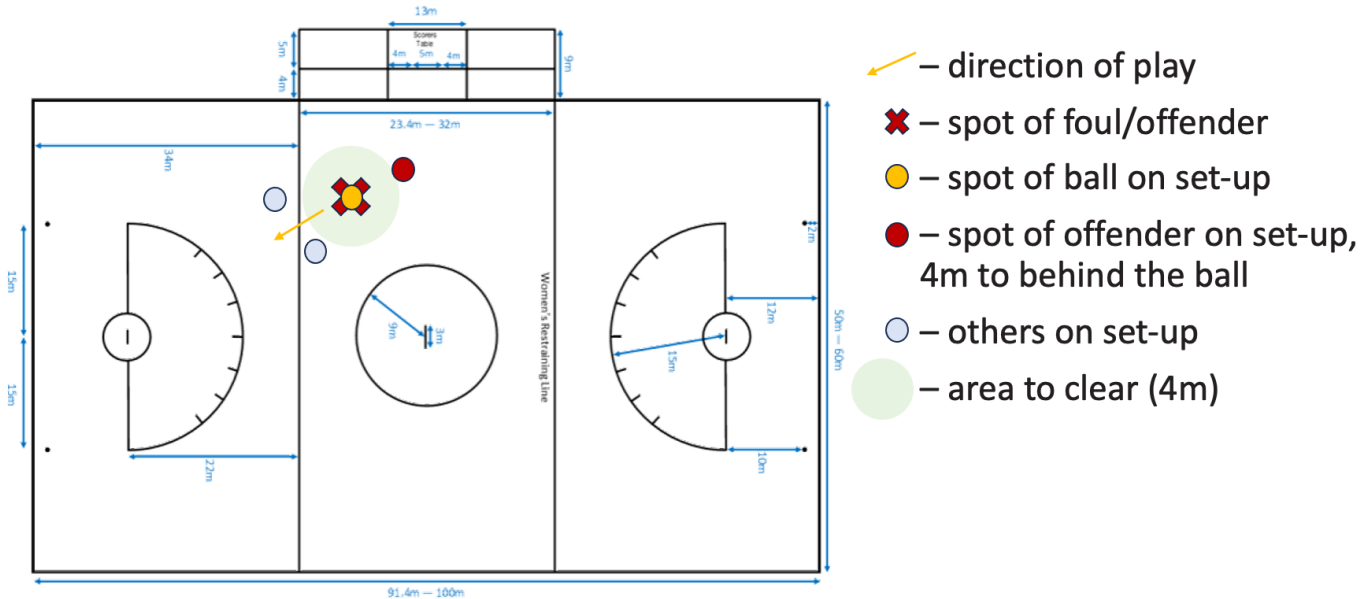 13m
Scorers
Table
4m 5m 4m
5m
4m
9m
23.4m — 32m
34m
15m
15m
22m
9m
3m
Women's Restraining Line
2m
12m
15m
10m
50m — 60m
91.4m — 100m
– direction of play
– spot of foul/offender
– spot of ball on set-up
– spot of offender on set-up,
4m to behind the ball
– others on set-up
– area to clear (4m)